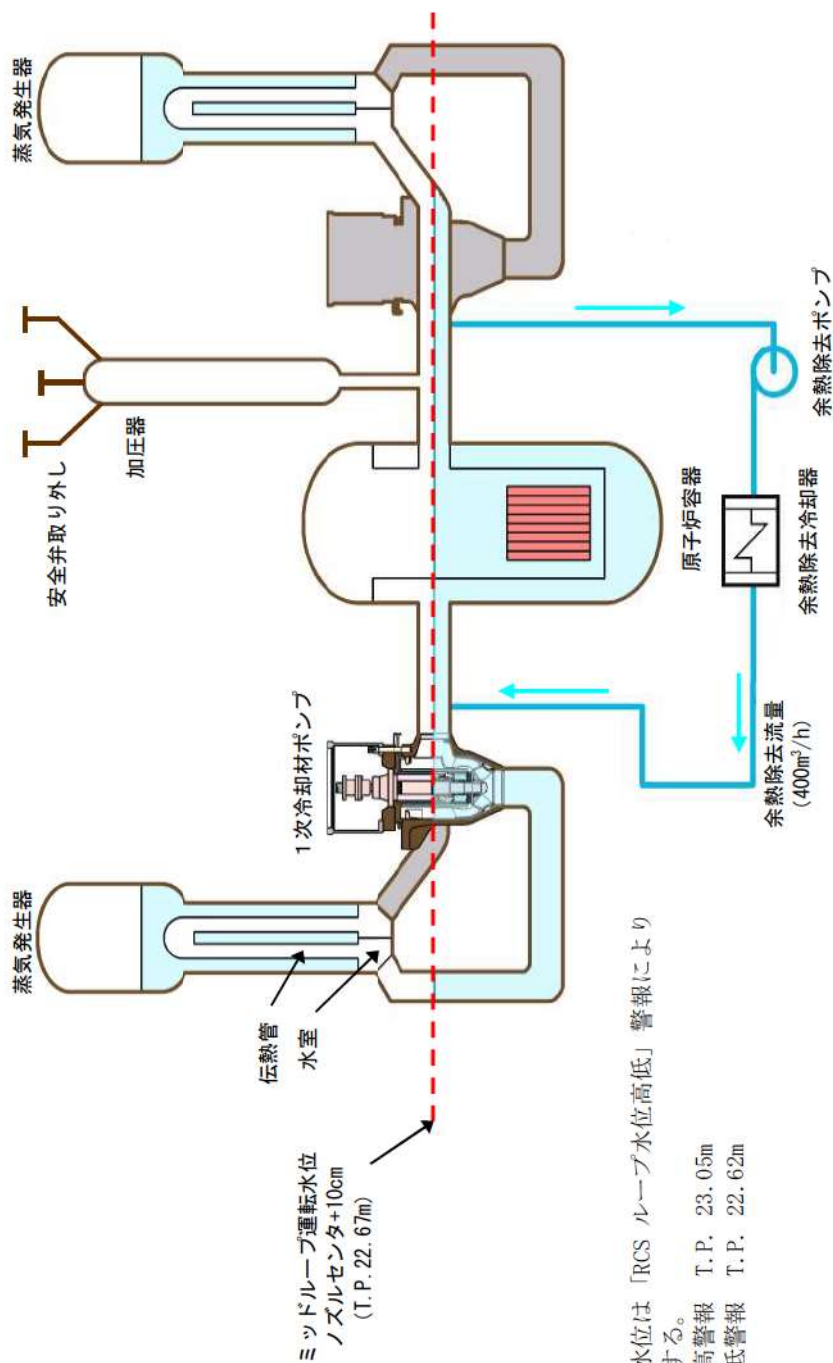 蒸気発生器
安全弁取り外し
加圧器
蒸気発生器
1次冷却材ポンプ
伝熱管
水室
ミッドループ運転水位
ノズルセンタ+10cm
(T.P.22.67m)
原子炉容器
余熱除去ポンプ
余熱除去冷却器
余熱除去流量
(400m³/h)
水位は「RCS ループ水位高低」警報により
する。
高警報 T.P. 23.05m
低警報 T.P. 22.62m